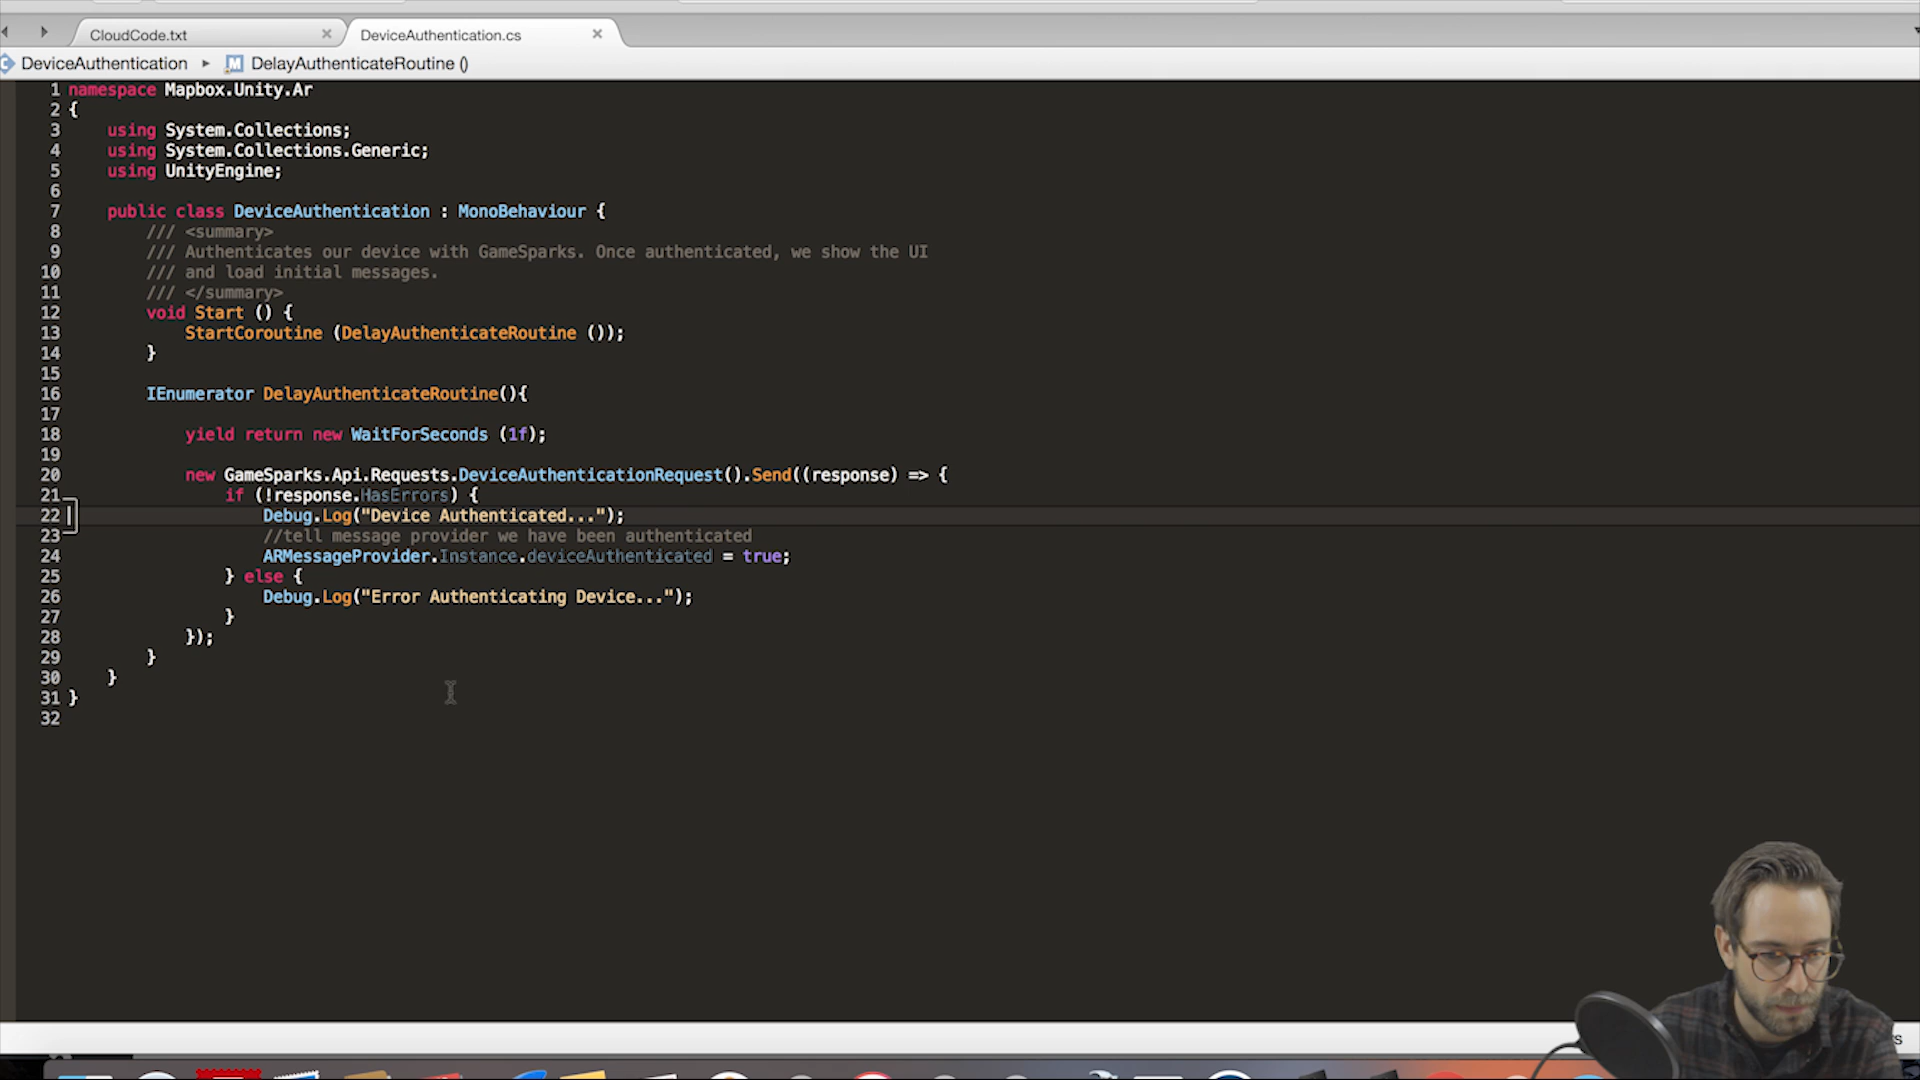 CloudCode.txt
DeviceAuthentication.cs
DeviceAuthentication
DelayAuthenticateRoutine ()
1 namespace Mapbox.Unity.Ar
2 {
3 using System.Collections;
4 using System.Collections.Generic;
5 using UnityEngine;
6
7 public class DeviceAuthentication : MonoBehaviour {
8 /// <summary>
9 /// Authenticates our device with GameSparks. Once authenticated, we show the UI
10 /// and load initial messages.
11 /// </summary>
12 void Start () {
13 StartCoroutine (DelayAuthenticateRoutine ());
14 }
15
16 IEnumerator DelayAuthenticateRoutine(){
17
18 yield return new WaitForSeconds (1f);
19
20 new GameSparks.Api.Requests.DeviceAuthenticationRequest().Send((response) => {
21 if (!response.HasErrors) {
22 Debug.Log("Device Authenticated...");
23 //tell message provider we have been authenticated
24 ARMessageProvider.Instance.deviceAuthenticated = true;
25 } else {
26 Debug.Log("Error Authenticating Device...");
27 }
28 });
29 }
30 }
31 }
32